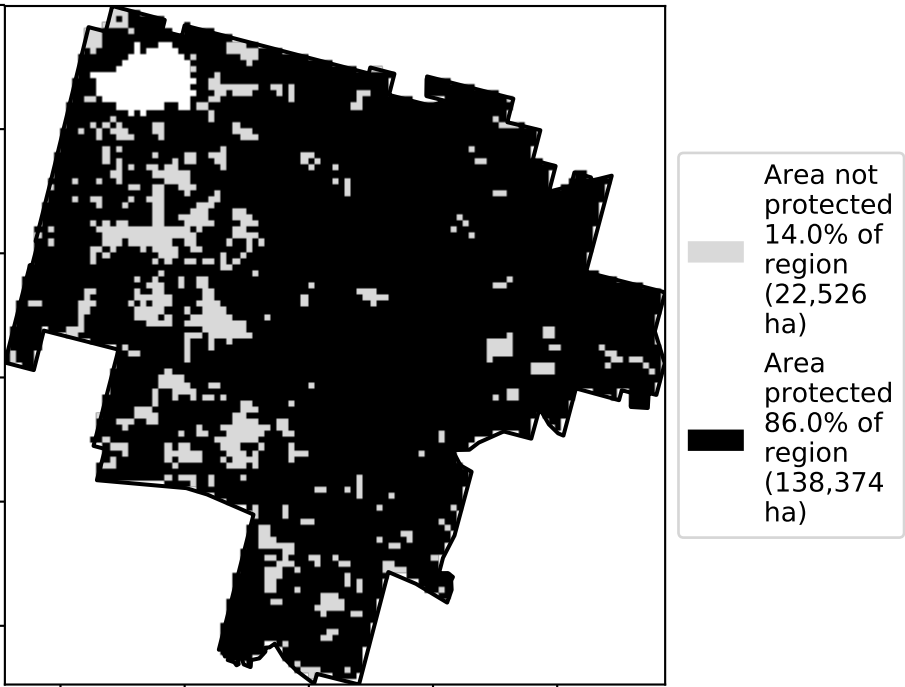 Area not
protected
14.0% of
region
(22,526
ha)
Area
protected
86.0% of
region
(138,374
ha)